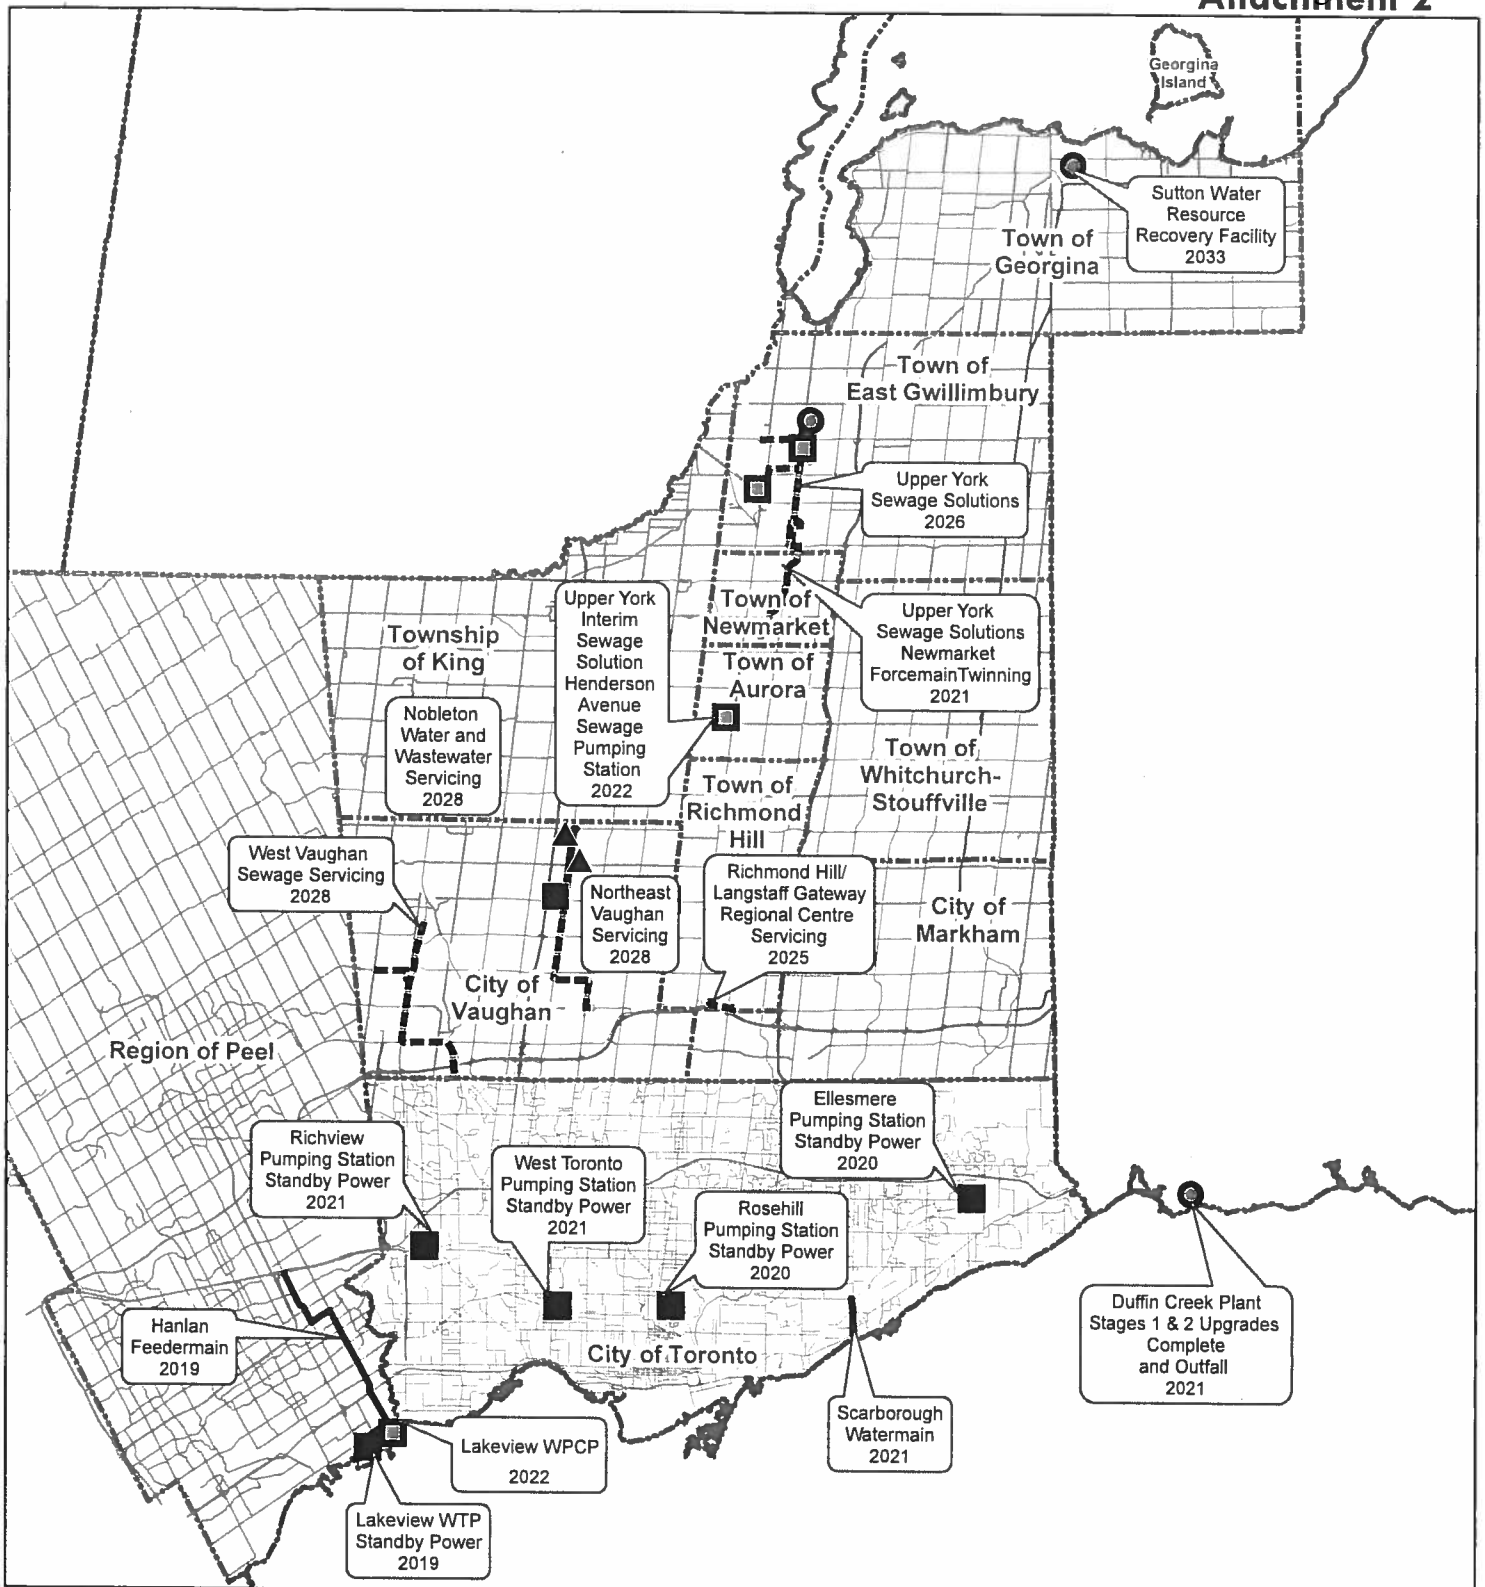 Attachment 2
Georgina
Island
Sutton Water
Resource
Recovery Facility
2033
Town of
Georgina
Town of
East Gwillimbury
Upper York
Sewage Solutions
2026
Upper York
Interim
Sewage
Solution
Henderson
Avenue
Sewage
Pumping
Station
2022
Town of
Newmarket
Upper York
Sewage Solutions
Newmarket
ForcemainTwinning
2021
Township
of King
Town of
Aurora
Nobleton
Water and
Wastewater
Servicing
2028
Town of
Whitchurch-
Stouffville
Town of
Richmond
Hill
West Vaughan
Sewage Servicing
2028
Northeast
Vaughan
Servicing
2028
Richmond Hill/
Langstaff Gateway
Regional Centre
Servicing
2025
City of
Markham
City of
Vaughan
Region of Peel
Ellesmere
Pumping Station
Standby Power
2020
Richview
Pumping Station
Standby Power
2021
West Toronto
Pumping Station
Standby Power
2021
Rosehill
Pumping Station
Standby Power
2020
Duffin Creek Plant
Stages 1 & 2 Upgrades
Complete
and Outfall
2021
Hanlan
Feedermain
2019
City of Toronto
Scarborough
Watermain
2021
Lakeview WPCP
2022
Lakeview WTP
Standby Power
2019